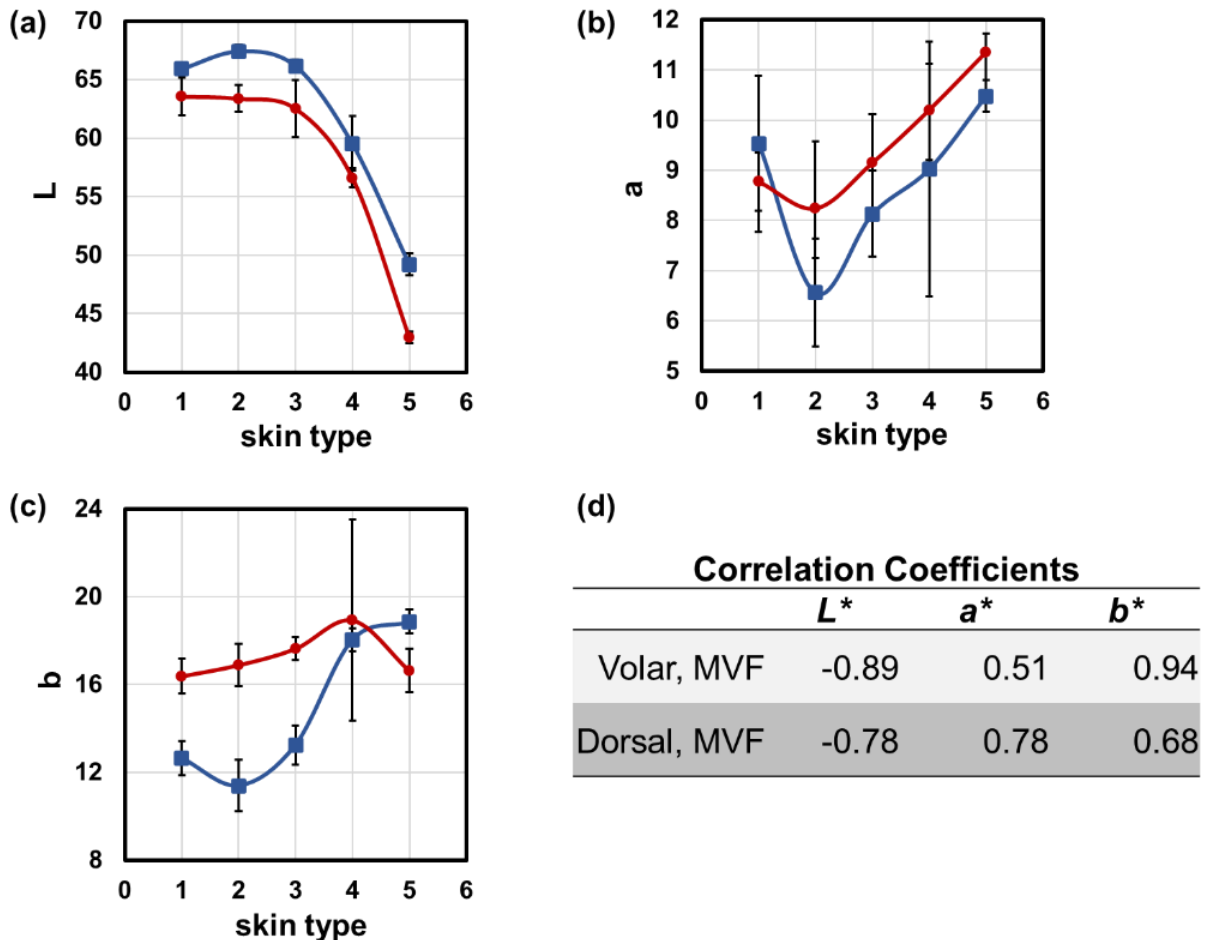 (a)
70
65
60
55
50
45
40
L
0 1 2 3 4 5 6
skin type
(b)
12
11
10
9
8
7
6
5
a
0 1 2 3 4 5 6
skin type
(c)
24
20
16
12
8
b
0 1 2 3 4 5 6
skin type
(d)
Correlation Coefficients
L* a* b*
Volar, MVF -0.89 0.51 0.94
Dorsal, MVF -0.78 0.78 0.68